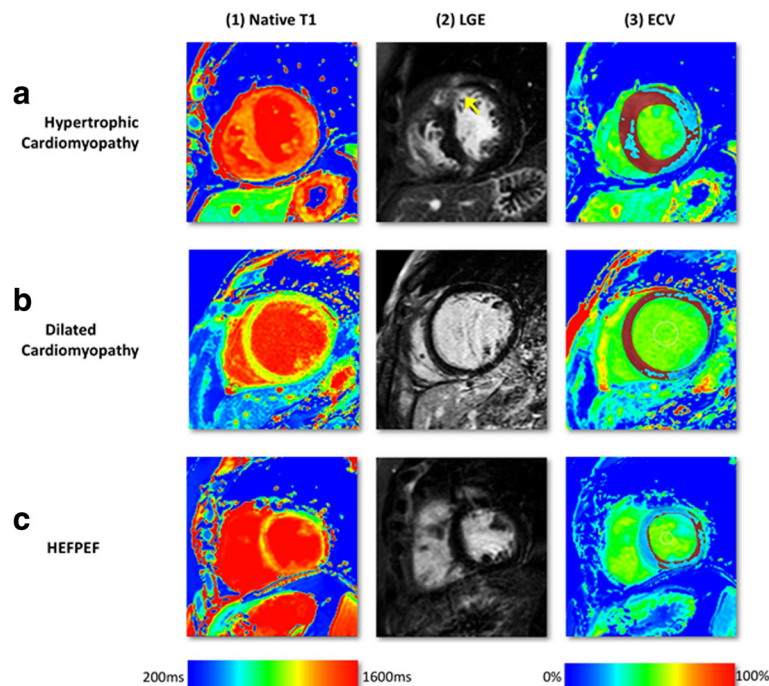 (1) Native T1 (2) LGE (3) ECV
a
Hypertrophic
Cardiomyopathy
b
Dilated
Cardiomyopathy
c
HEFPEF
200ms 1600ms 0% 100%